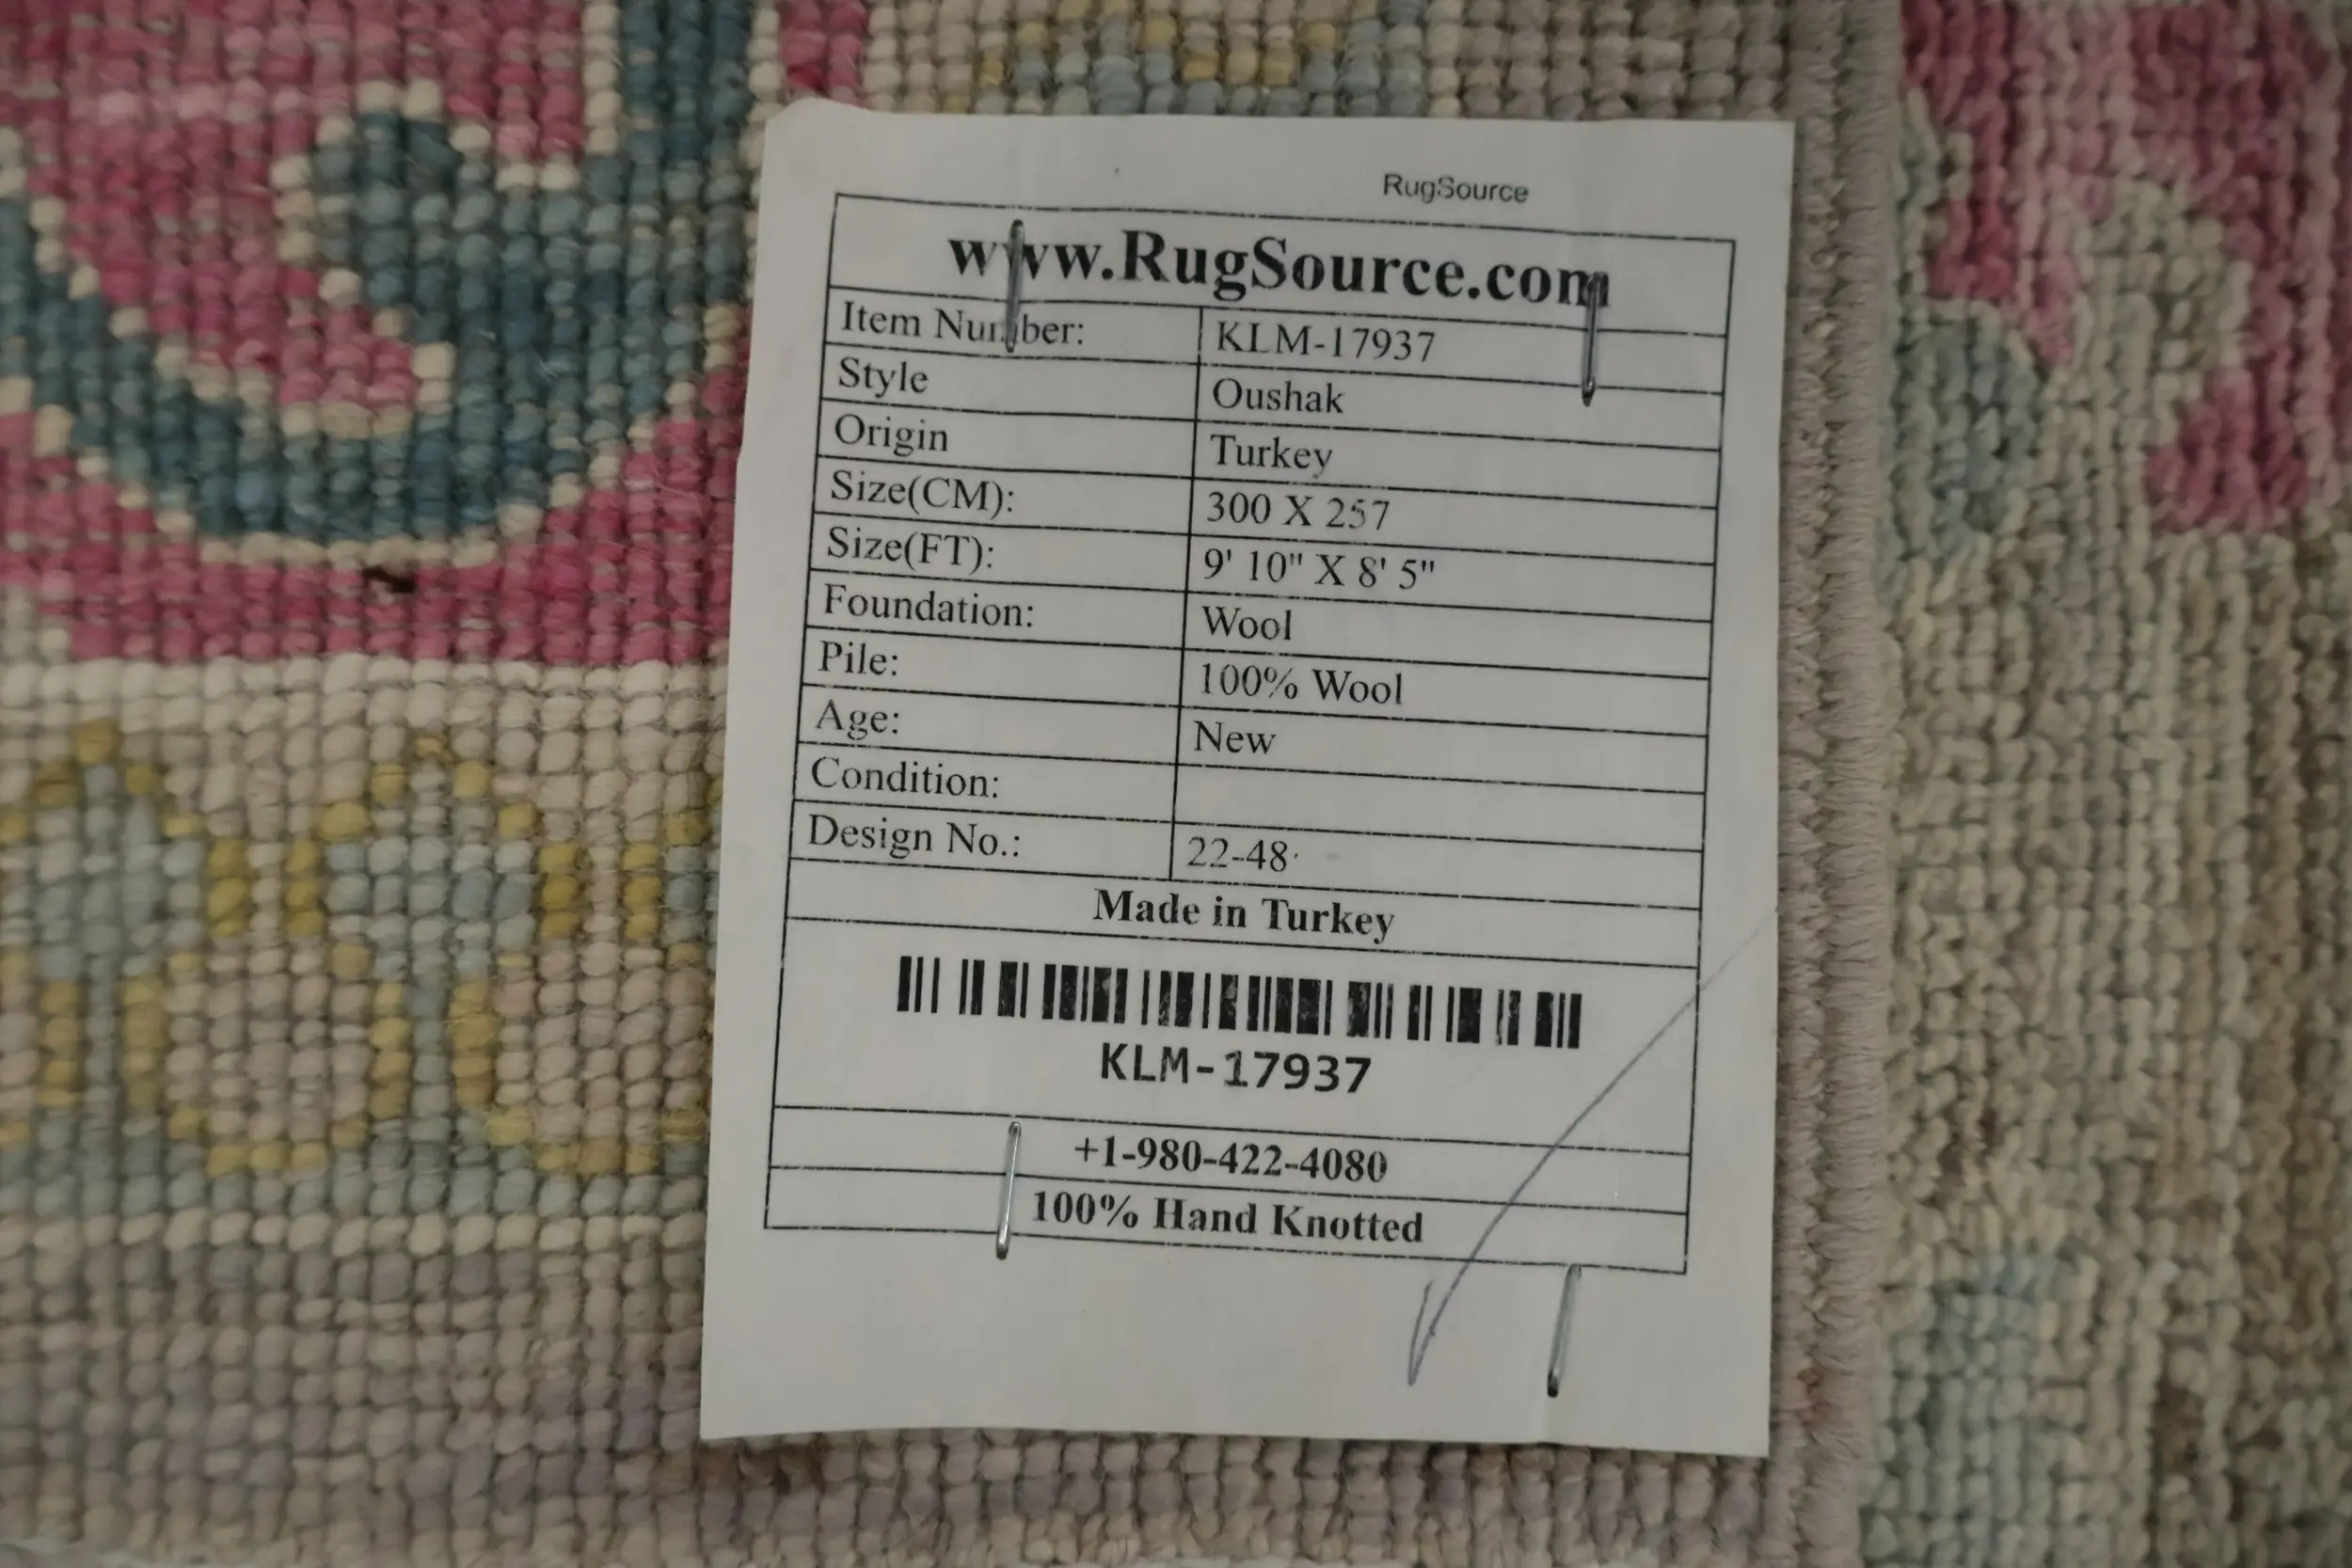 RugSource
www.RugSource.com
Item Number: KLM-17937
Style Oushak
Origin Turkey
Size(CM): 300 X 257
Size(FT): 9' 10" X 8' 5"
Foundation: Wool
Pile: 100% Wool
Age: New
Condition:
Design No.: 22-48
Made in Turkey
KLM-17937
+1-980-422-4080
100% Hand Knotted